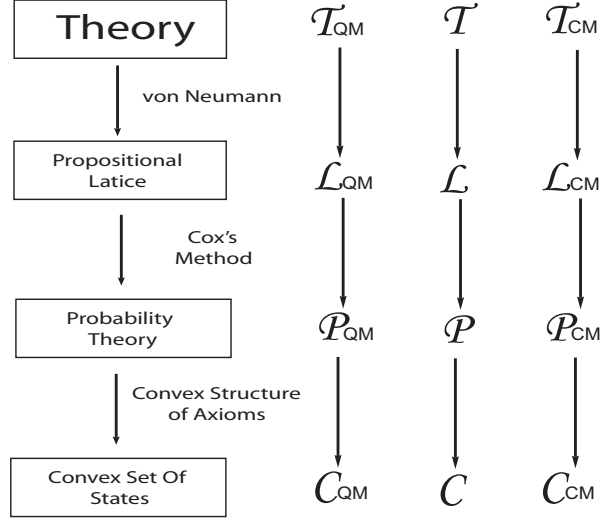 Theory
𝒯QM 𝒯 𝒯CM
von Neumann
Propositional
Latice
ℒQM ℒ ℒCM
Cox's
Method
Probability
Theory
𝒫QM 𝒫 𝒫CM
Convex Structure
of Axioms
Convex Set Of
States
𝒞QM 𝒞 𝒞CM